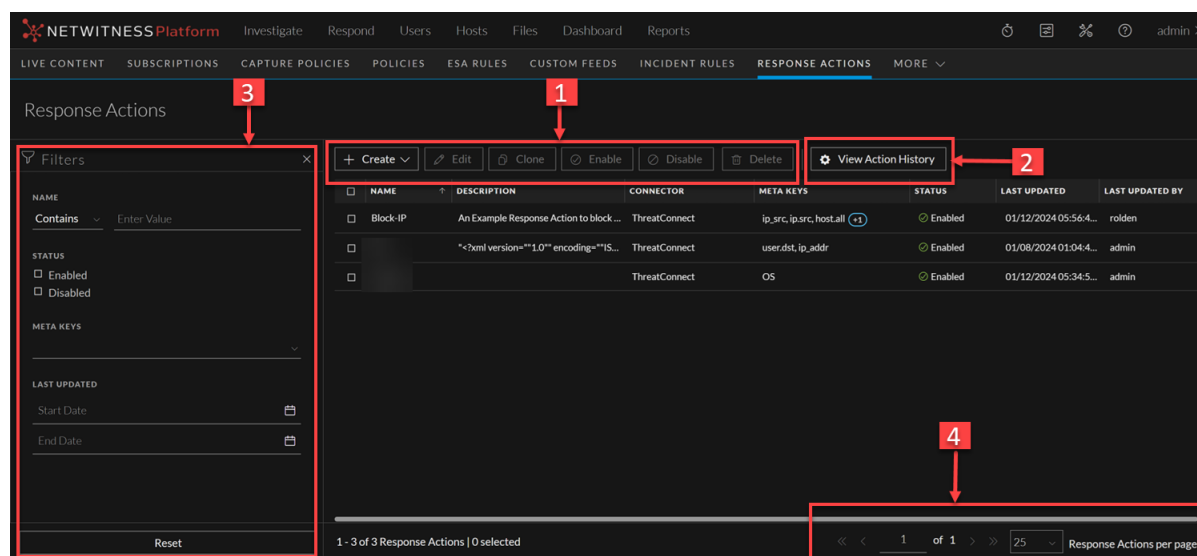 NETWITNESS Platform Investigate Respond Users Hosts Files Dashboard Reports admin
LIVE CONTENT SUBSCRIPTIONS CAPTURE POLICIES POLICIES ESA RULES CUSTOM FEEDS INCIDENT RULES RESPONSE ACTIONS MORE
3
1
Response Actions
Filters
Create Edit Clone Enable Disable Delete View Action History
2
NAME
Contains Enter Value
STATUS
Enabled
Disabled
META KEYS
LAST UPDATED
Start Date
End Date
Reset
NAME DESCRIPTION CONNECTOR META KEYS STATUS LAST UPDATED LAST UPDATED BY
Block-IP An Example Response Action to block ... ThreatConnect ip_src, ip.src, host.all +1 Enabled 01/12/2024 05:56:4... rolden
"<?xml version=""1.0"" encoding=""IS... ThreatConnect user.dst, ip_addr Enabled 01/08/2024 01:04:4... admin
ThreatConnect OS Enabled 01/12/2024 05:34:5... admin
4
1 - 3 of 3 Response Actions | 0 selected
1 of 1 25 Response Actions per page